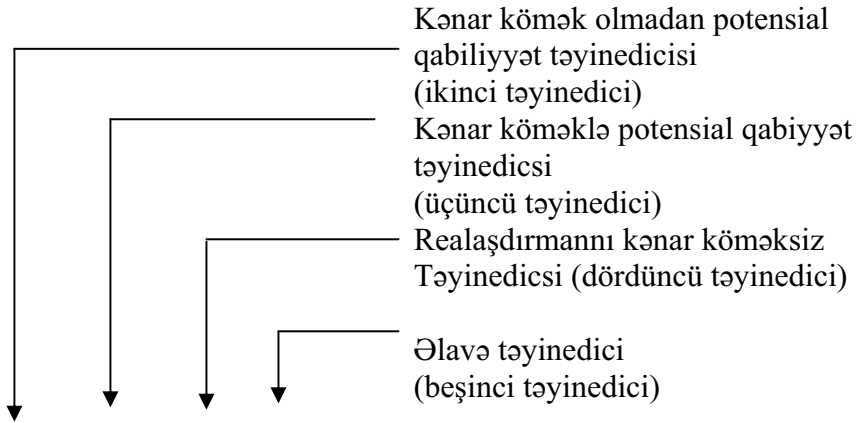 Kənar kömək olmadan potensial
qabiliyyət təyinedicisi
(ikinci təyinedici)
Kənar köməklə potensial qabiyyət
təyinedicsi
(üçüncü təyinedici)
Realaşdırmannı kənar köməksiz
Təyinedicsi (dördüncü təyinedici)
Əlavə təyinedici
(beşinci təyinedici)